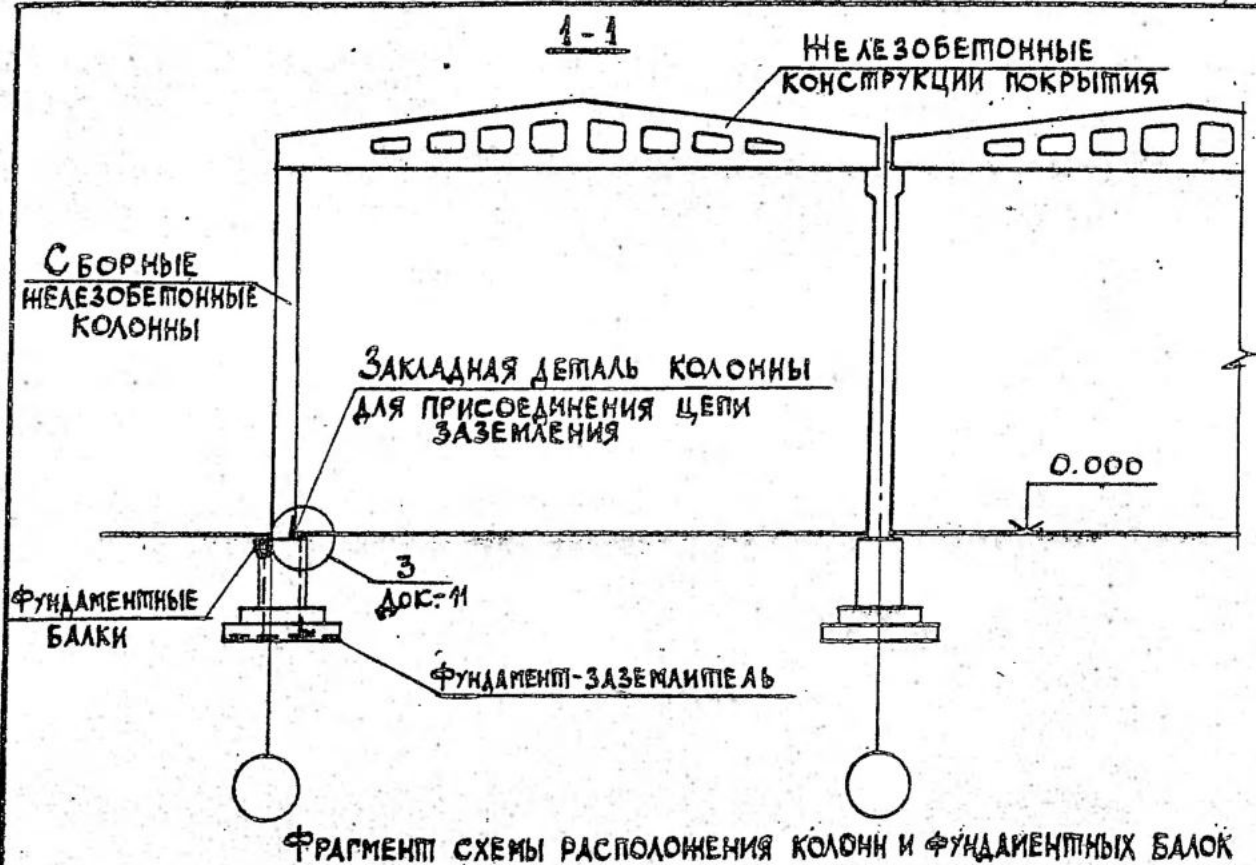 1-1
ЖЕЛЕЗОБЕТОННЫЕ
КОНСТРУКЦИИ ПОКРЫТИЯ
СБОРНЫЕ
ЖЕЛЕЗОБЕТОННЫЕ
КОЛОННЫ
ЗАКЛАДНАЯ ДЕТАЛЬ КОЛОННЫ
ДЛЯ ПРИСОЕДИНЕНИЯ ЦЕПИ
ЗАЗЕМЛЕНИЯ
0.000
3
ДОК.-11
ФУНДАМЕНТНЫЕ
БАЛКИ
ФУНДАМЕНТ-ЗАЗЕМЛИТЕЛЬ
ФРАГМЕНТ СХЕМЫ РАСПОЛОЖЕНИЯ КОЛОНН И ФУНДАМЕНТНЫХ БАЛОК